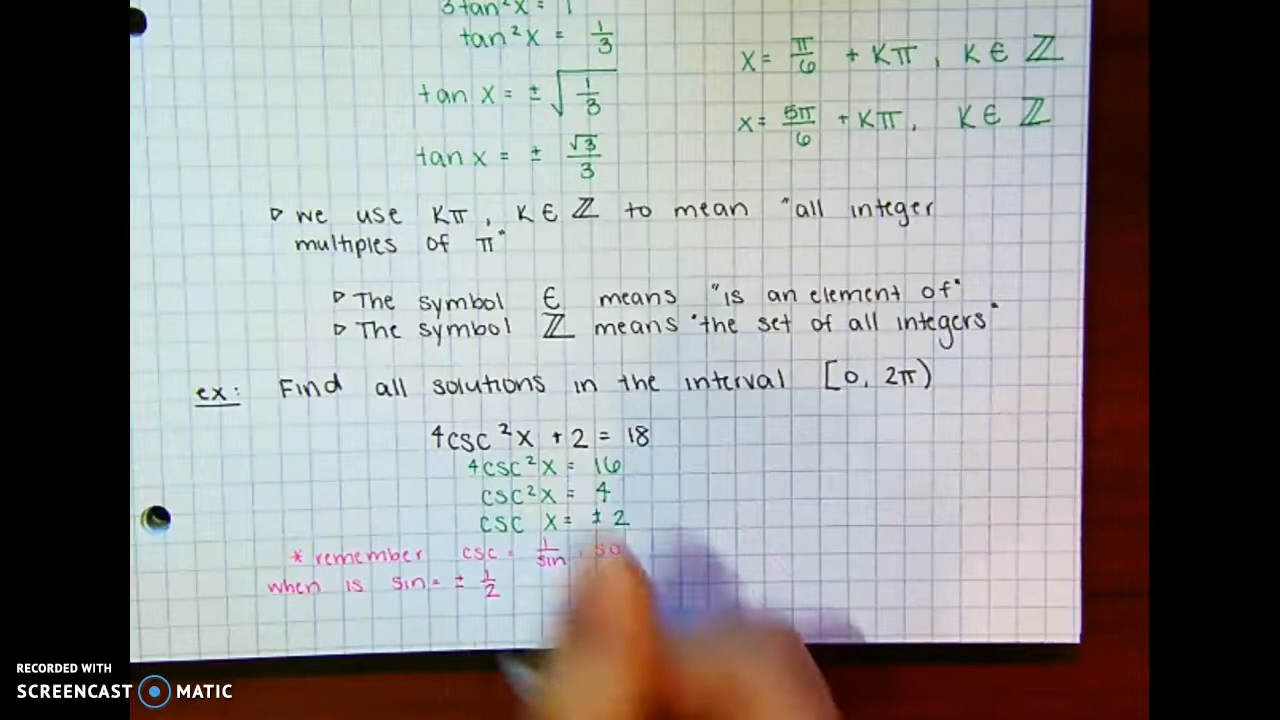 3tan²x = 1
tan²x = 1/3
tan x = ± √(1/3)
tan x = ± √3/3
x = π/6 + Kπ, K ∈ ℤ
x = 5π/6 + Kπ, K ∈ ℤ
▷ we use Kπ, K ∈ ℤ to mean "all integer
multiples of π"
▷ The symbol ∈ means "is an element of"
▷ The symbol ℤ means "the set of all integers"
ex: Find all solutions in the interval [0, 2π)
4csc²x + 2 = 18
4csc²x = 16
csc²x = 4
csc x = ± 2
* remember csc = 1/sin, so
when is sin = ± 1/2
RECORDED WITH
SCREENCAST MATIC